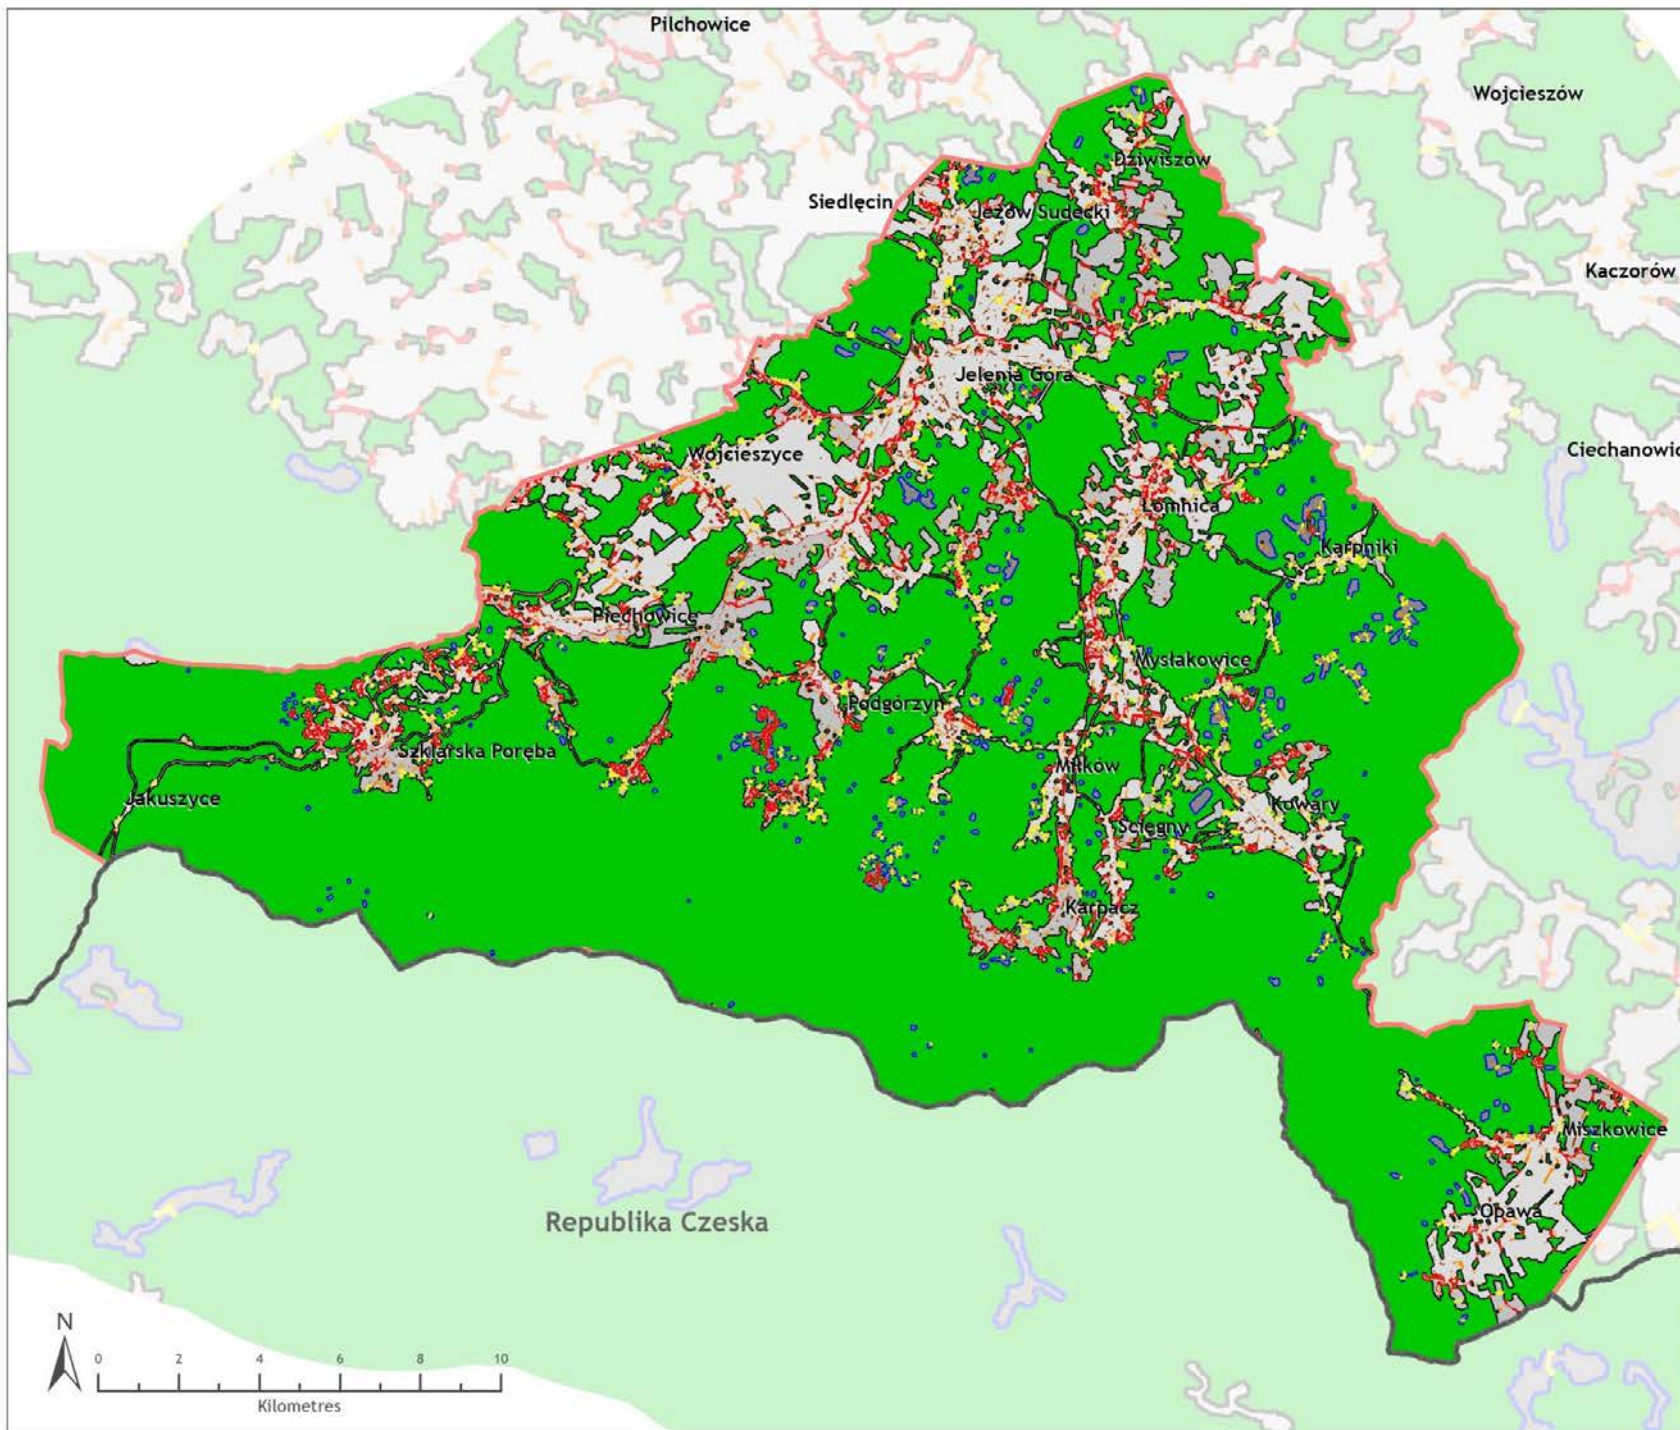 Pilchowice
Wojcieszów
Dziwiszów
Siedlęcin
Jeżów Sudecki
Kaczorów
Jelenia Góra
Ciechanowic
Wojcieszyce
Łomnica
Karpniki
Piechowice
Mysłakowice
Podgórzyn
Szklarska Poręba
Miłków
Jakuszyce
Kowary
Ściegny
Karpacz
Miszkowice
Opawa
Republika Czeska
N
0 2 4 6 8 10
Kilometres